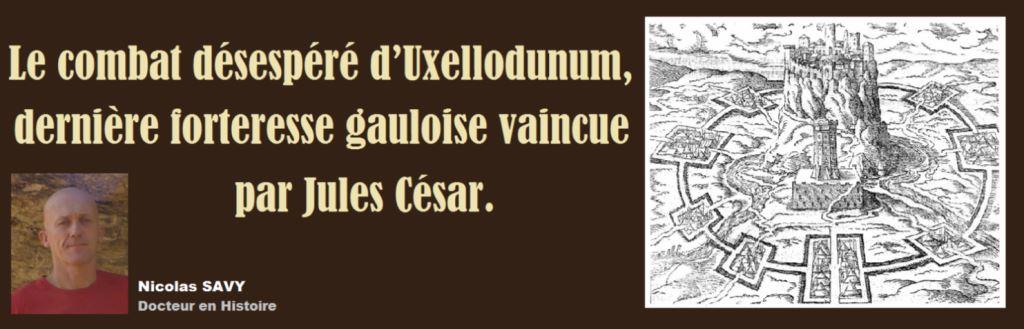 Le combat désespéré d’Uxellodunum,
dernière forteresse gauloise vaincue
par Jules César.
Nicolas SAVY
Docteur en Histoire